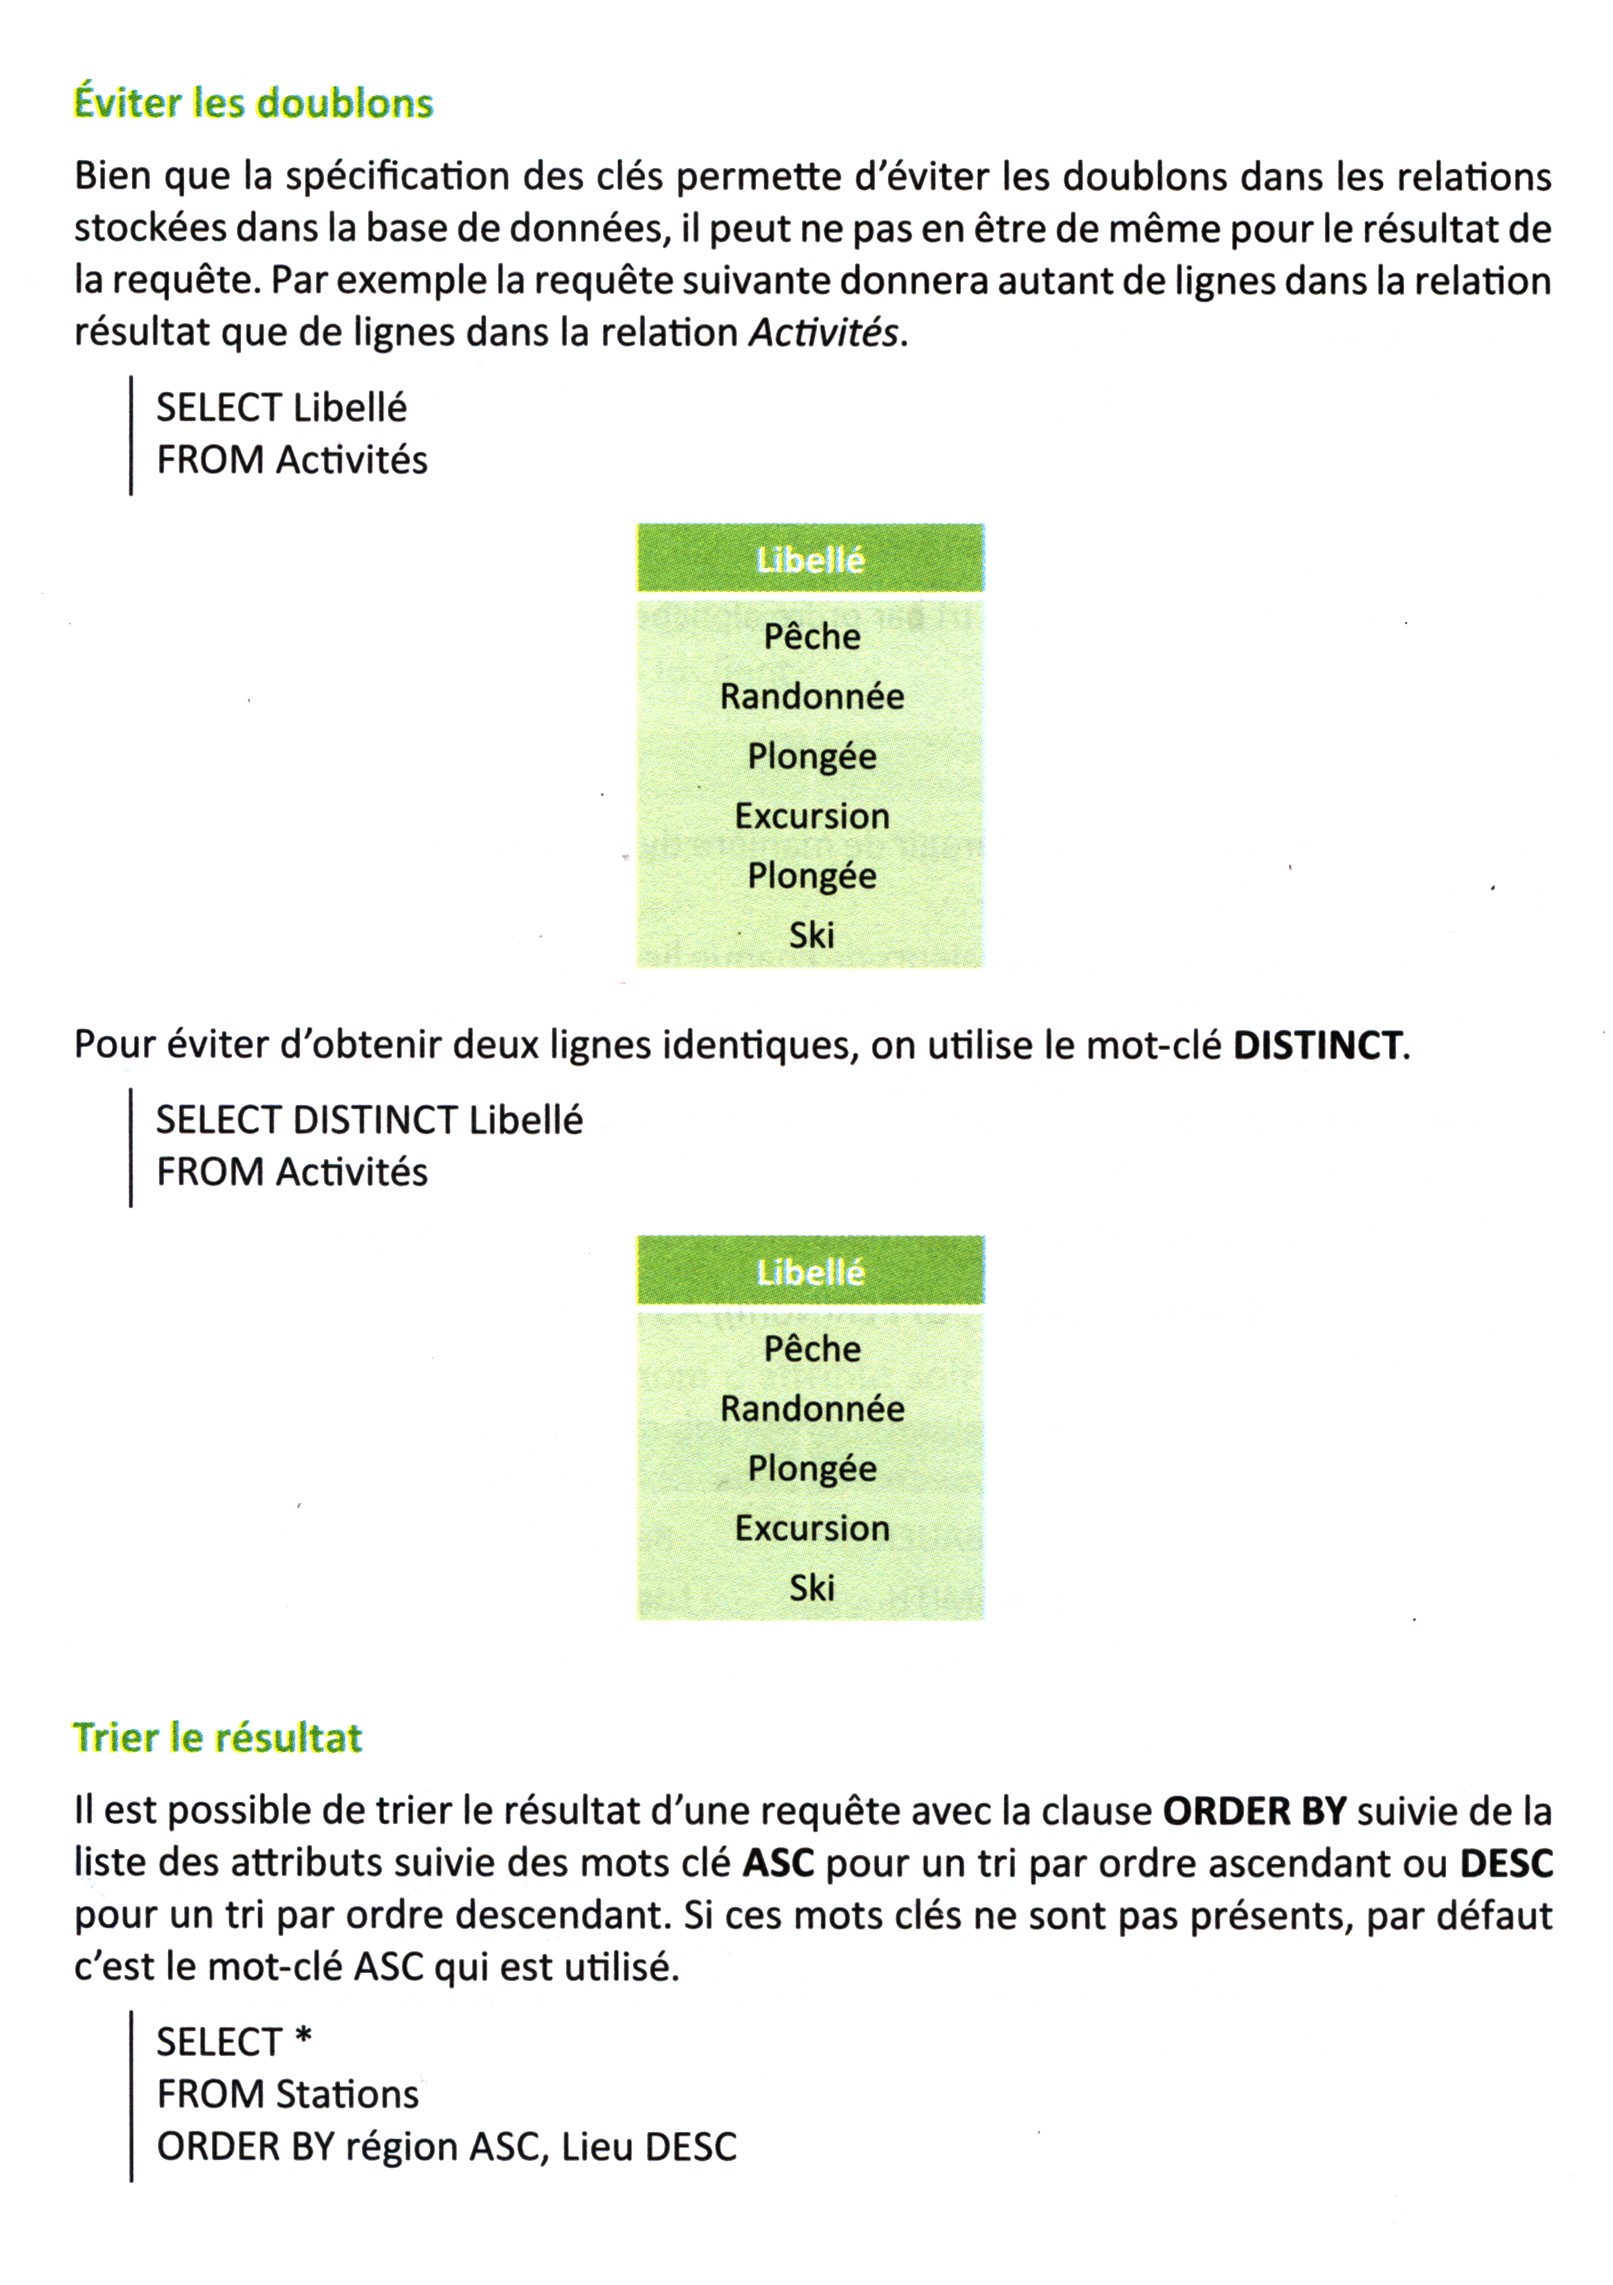 Éviter les doublons
Bien que la spécification des clés permette d’éviter les doublons dans les relations
stockées dans la base de données, il peut ne pas en être de même pour le résultat de
la requête. Par exemple la requête suivante donnera autant de lignes dans la relation
résultat que de lignes dans la relation Activités.
SELECT Libellé
FROM Activités
Libellé
Pêche
Randonnée
Plongée
Excursion
Plongée
Ski
Pour éviter d’obtenir deux lignes identiques, on utilise le mot-clé DISTINCT.
SELECT DISTINCT Libellé
FROM Activités
Libellé
Pêche
Randonnée
Plongée
Excursion
Ski
Trier le résultat
Il est possible de trier le résultat d’une requête avec la clause ORDER BY suivie de la
liste des attributs suivie des mots clé ASC pour un tri par ordre ascendant ou DESC
pour un tri par ordre descendant. Si ces mots clés ne sont pas présents, par défaut
c’est le mot-clé ASC qui est utilisé.
SELECT *
FROM Stations
ORDER BY région ASC, Lieu DESC